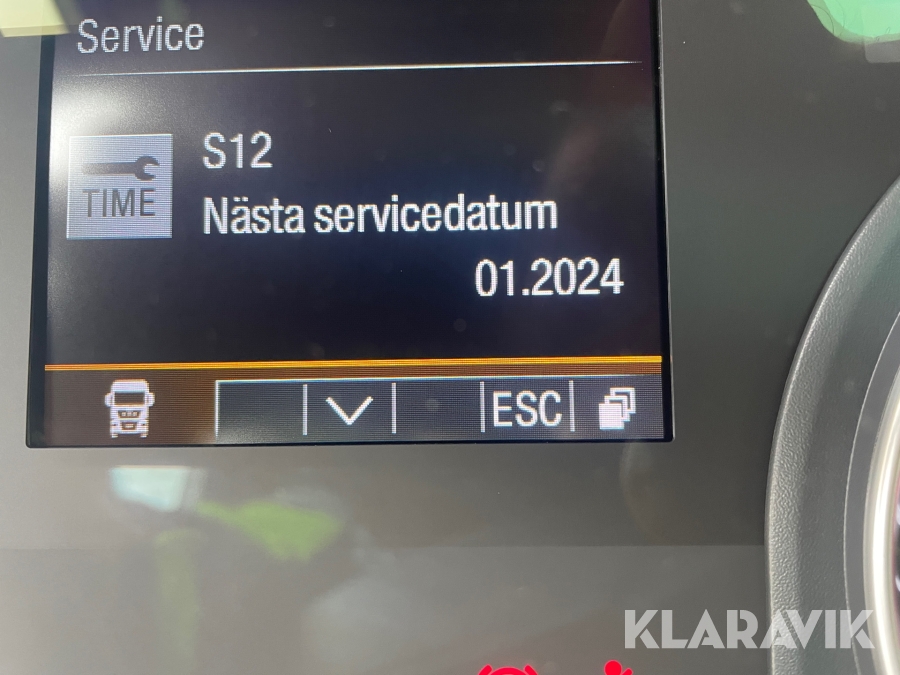 Service
S12
TIME
Nästa servicedatum
01.2024
ESC
KLARAVIK